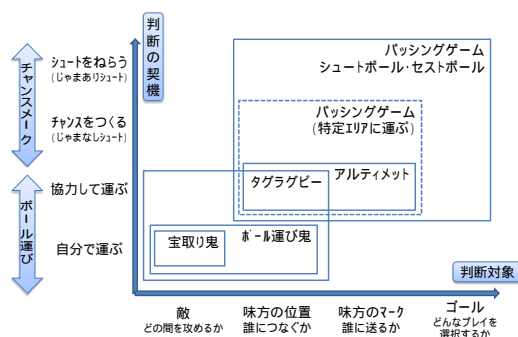 判断の契機
チャンスメーク
ボール運び
シュートをねらう
(じゃまありシュート)
チャンスをつくる
(じゃまなしシュート)
協力して運ぶ
自分で運ぶ
パッシングゲーム
シュートボール・セストボール
パッシングゲーム
(特定エリアに運ぶ)
タグラグビー
アルティメット
宝取り鬼
ボール運び鬼
判断対象
敵
どの間を攻めるか
味方の位置
誰につなぐか
味方のマーク
誰に送るか
ゴール
どんなプレイを
選択するか